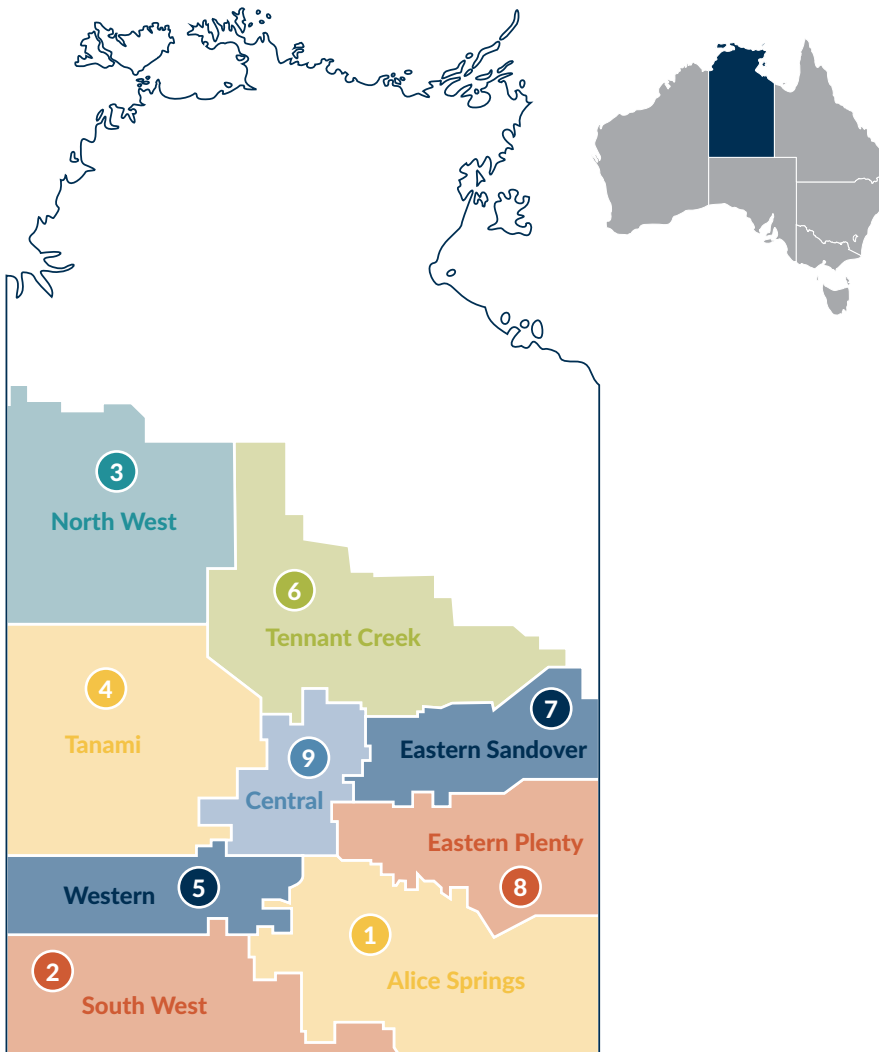 3
North West
6
Tennant Creek
4
Tanami
7
Eastern Sandover
9
Central
Eastern Plenty
8
Western 5
1
Alice Springs
2
South West